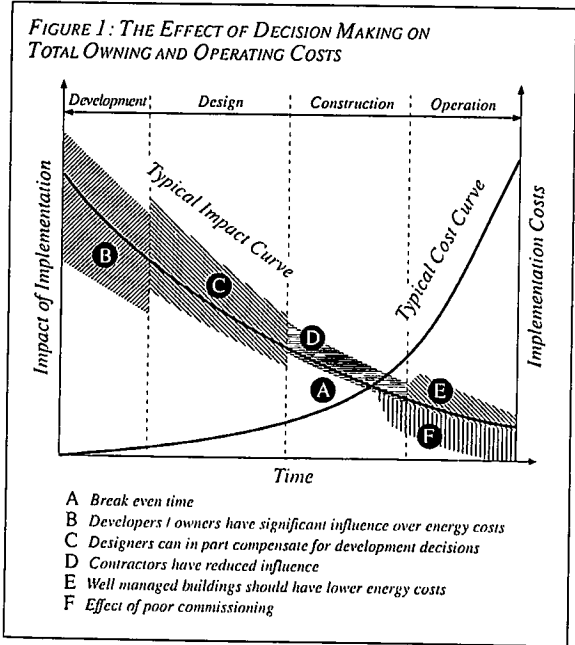 FIGURE 1: THE EFFECT OF DECISION MAKING ON
TOTAL OWNING AND OPERATING COSTS
Development
Design
Construction
Operation
Impact of Implementation
Typical Impact Curve
Typical Cost Curve
Implementation Costs
B
C
D
A
E
F
Time
A Break even time
B Developers / owners have significant influence over energy costs
C Designers can in part compensate for development decisions
D Contractors have reduced influence
E Well managed buildings should have lower energy costs
F Effect of poor commissioning